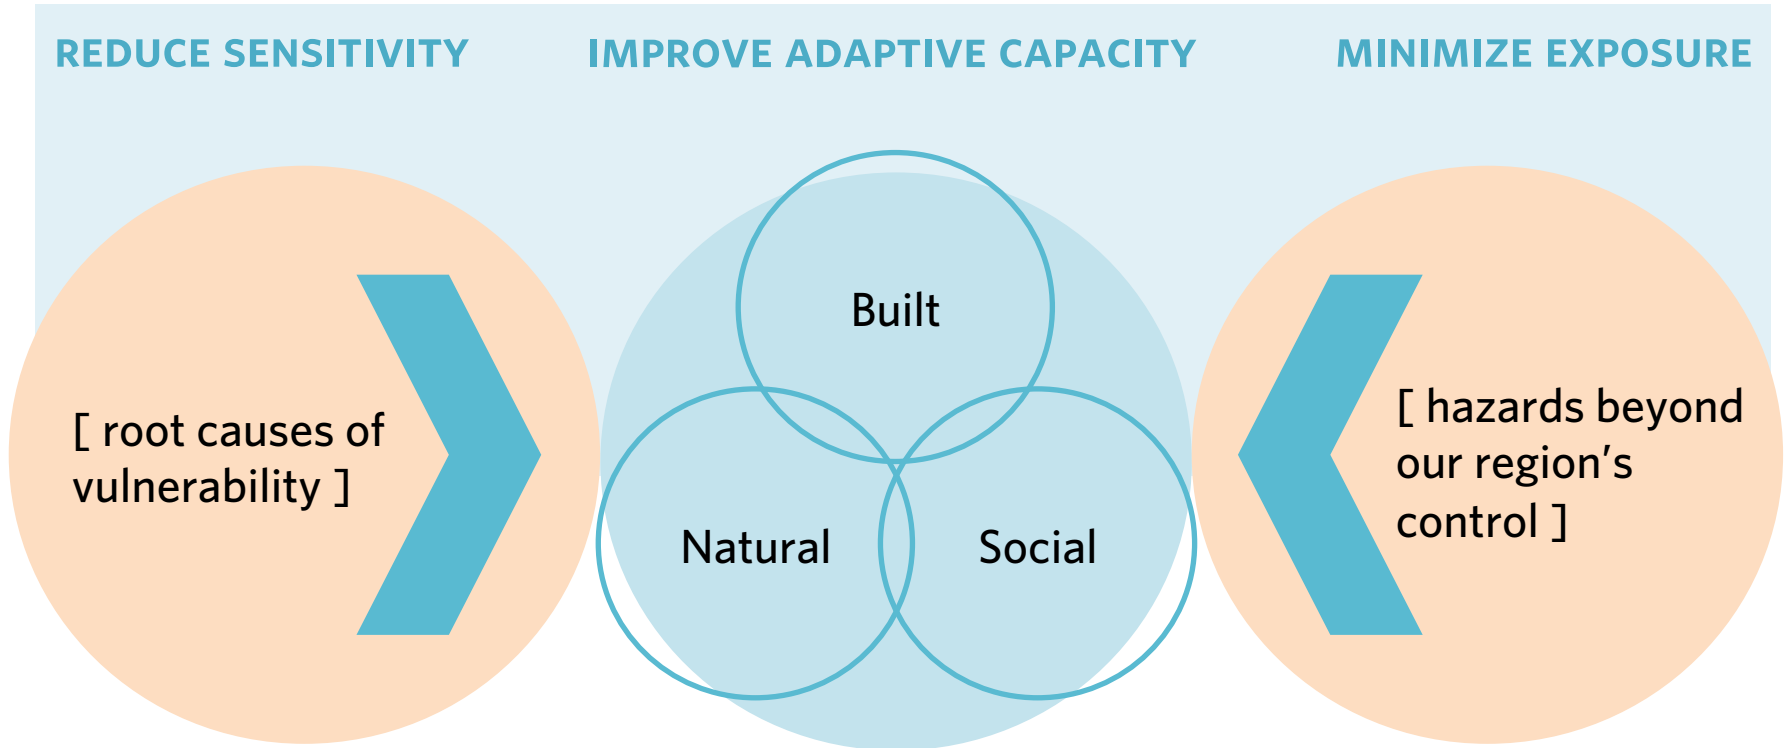 REDUCE SENSITIVITY
IMPROVE ADAPTIVE CAPACITY
MINIMIZE EXPOSURE
[ root causes of
vulnerability ]
Built
Natural
Social
[ hazards beyond
our region’s
control ]